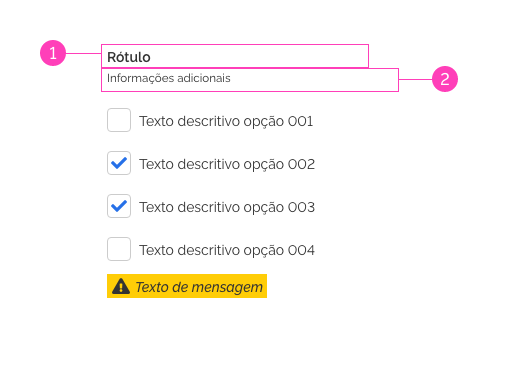 1
Rótulo
Informações adicionais
2
Texto descritivo opção 001
Texto descritivo opção 002
Texto descritivo opção 003
Texto descritivo opção 004
Texto de mensagem